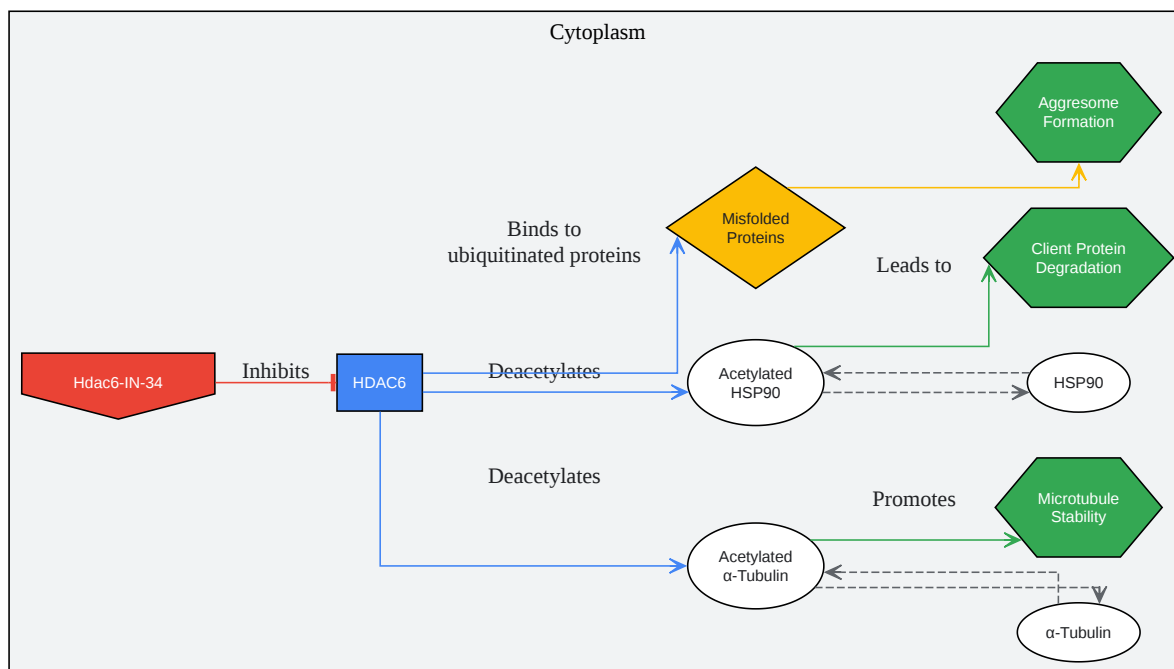 Cytoplasm
Aggresome
Formation
Misfolded
Proteins
Binds to
ubiquitinated proteins
Client Protein
Degradation
Leads to
Hdac6-IN-34
Inhibits
HDAC6
Deacetylates
Acetylated
HSP90
HSP90
Deacetylates
Promotes
Microtubule
Stability
Acetylated
α-Tubulin
α-Tubulin